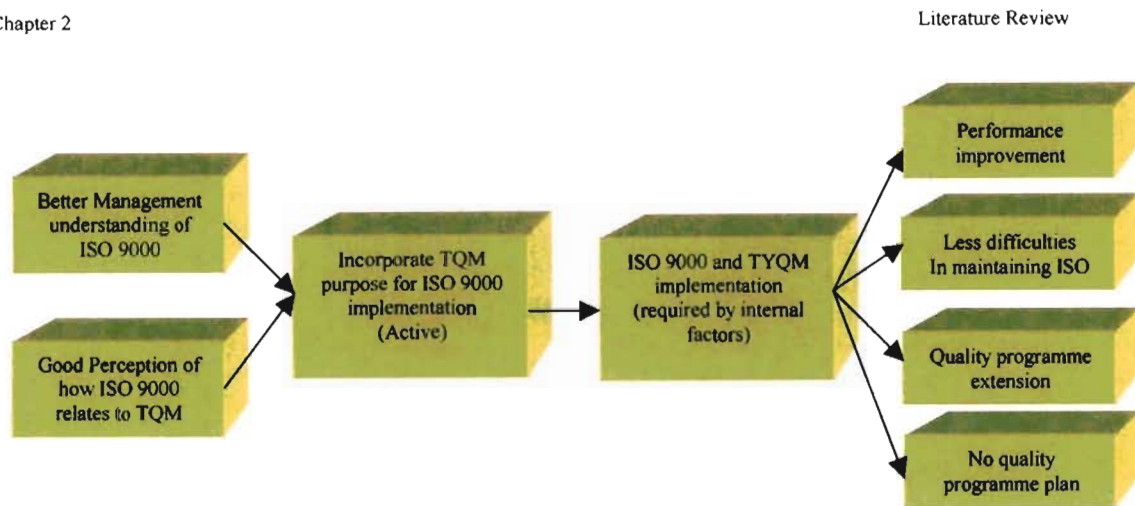 Chapter 2
Literature Review
Better Management
understanding of
ISO 9000
Good Perception of
how ISO 9000
relates to TQM
Incorporate TQM
purpose for ISO 9000
implementation
(Active)
ISO 9000 and TYQM
implementation
(required by internal
factors)
Performance
improvement
Less difficulties
In maintaining ISO
Quality programme
extension
No quality
programme plan